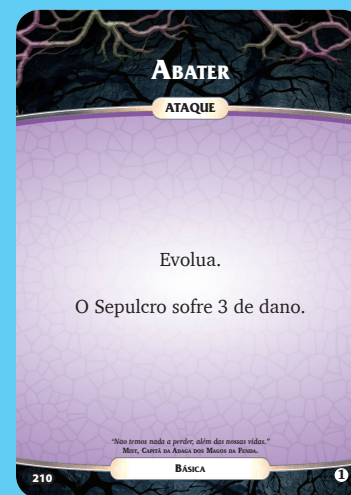 ABATER
ATAQUE
Evolua.
O Sepulcro sofre 3 de dano.
"Nao temos nada a perder, além das nossas vidas."
MIST, CAPITÃ DA ADAGA DOS MAGOS DA FENDA.
BÁSICA
210
1